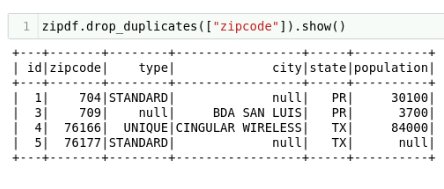 1 zipdf.drop_duplicates(["zipcode"]).show()
+---+-------+--------+-----------------+-----+----------+
| id|zipcode|    type|             city|state|population|
+---+-------+--------+-----------------+-----+----------+
|  1|    704|STANDARD|             null|   PR|     30100|
|  3|    709|    null|     BDA SAN LUIS|   PR|      3700|
|  4|  76166|  UNIQUE|CINGULAR WIRELESS|   TX|     84000|
|  5|  76177|STANDARD|             null|   TX|      null|
+---+-------+--------+-----------------+-----+----------+